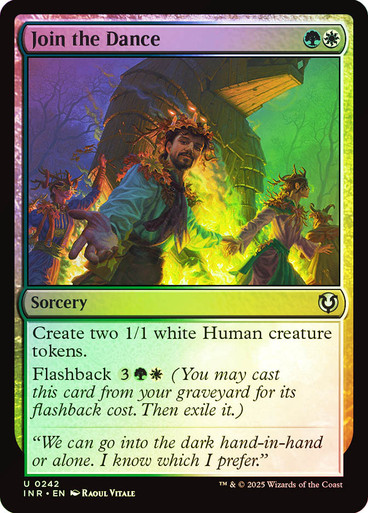 Join the Dance
Sorcery
Create two 1/1 white Human creature
tokens.
Flashback 3 (You may cast
this card from your graveyard for its
flashback cost. Then exile it.)
“We can go into the dark hand-in-hand
or alone. I know which I prefer.”
U 0242
INR • EN Raoul Vitale
™ & © 2025 Wizards of the Coast